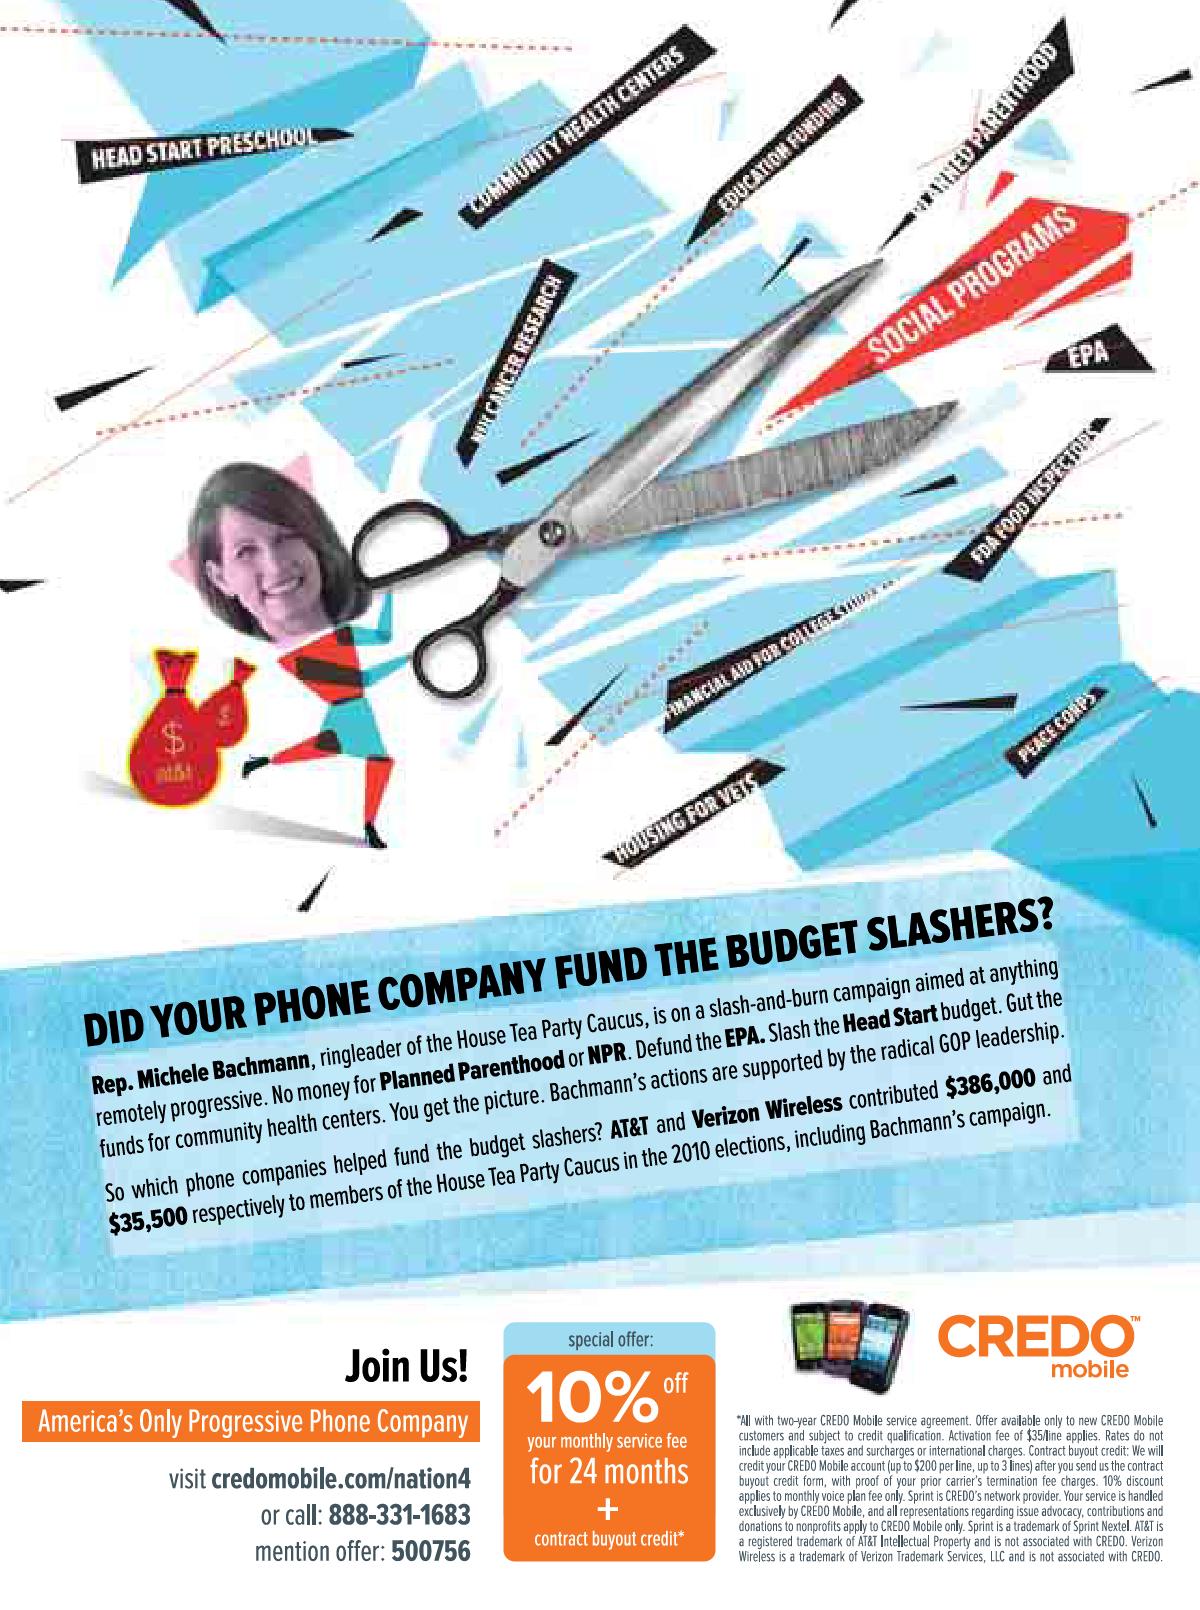 HEAD START PRESCHOOL
COMMUNITY HEALTH CENTERS
EDUCATION FUNDING
PLANNED PARENTHOOD
SOCIAL PROGRAMS
EPA
CANCER RESEARCH
FDA FOOD INSPECTORS
FINANCIAL AID FOR COLLEGE
PEACE CORPS
HOUSING FOR VETS
$
$
DID YOUR PHONE COMPANY FUND THE BUDGET SLASHERS?
Rep. Michele Bachmann, ringleader of the House Tea Party Caucus, is on a slash-and-burn campaign aimed at anything
remotely progressive. No money for Planned Parenthood or NPR. Defund the EPA. Slash the Head Start budget. Gut the
funds for community health centers. You get the picture. Bachmann's actions are supported by the radical GOP leadership.
So which phone companies helped fund the budget slashers? AT&T and Verizon Wireless contributed $386,000 and
$35,500 respectively to members of the House Tea Party Caucus in the 2010 elections, including Bachmann's campaign.
Join Us!
America's Only Progressive Phone Company
visit credomobile.com/nation4
or call: 888-331-1683
mention offer: 500756
special offer:
10% off
your monthly service fee
for 24 months
+
contract buyout credit*
CREDO™
mobile
*All with two-year CREDO Mobile service agreement. Offer available only to new CREDO Mobile
customers and subject to credit qualification. Activation fee of $35/line applies. Rates do not
include applicable taxes and surcharges or international charges. Contract buyout credit: We will
credit your CREDO Mobile account (up to $200 per line, up to 3 lines) after you send us the contract
buyout credit form, with proof of your prior carrier's termination fee charges. 10% discount
applies to monthly voice plan fee only. Sprint is CREDO's network provider. Your service is handled
exclusively by CREDO Mobile, and all representations regarding issue advocacy, contributions and
donations to nonprofits apply to CREDO Mobile only. Sprint is a trademark of Sprint Nextel. AT&T is
a registered trademark of AT&T Intellectual Property and is not associated with CREDO. Verizon
Wireless is a trademark of Verizon Trademark Services, LLC and is not associated with CREDO.